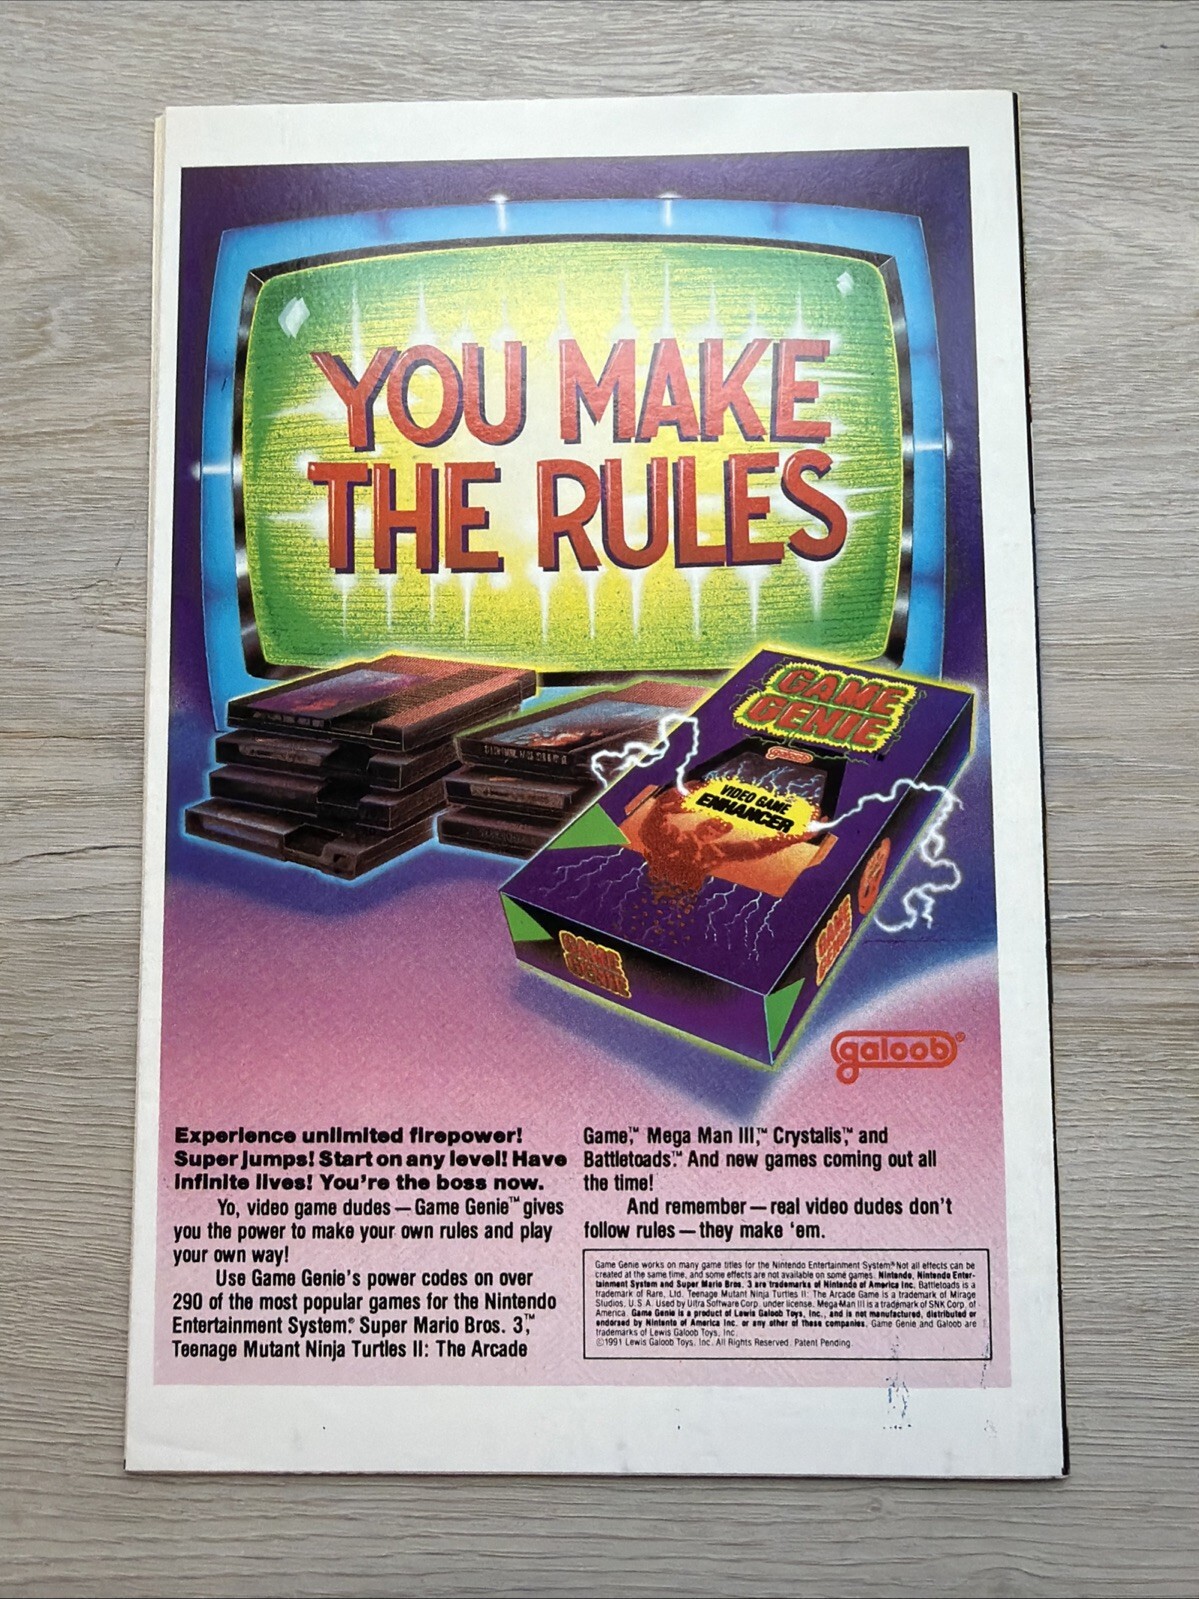 YOU MAKE
THE RULES
GAME
GENIE
galoob
VIDEO GAME
ENHANCER
GAME
GENIE
GAME
GENIE
galoob®
Experience unlimited firepower!
Super jumps! Start on any level! Have
infinite lives! You're the boss now.
Yo, video game dudes — Game Genie™ gives
you the power to make your own rules and play
your own way!
Use Game Genie's power codes on over
290 of the most popular games for the Nintendo
Entertainment System®. Super Mario Bros. 3,™
Teenage Mutant Ninja Turtles II: The Arcade
Game,™ Mega Man III,™ Crystalis,™ and
Battletoads.™ And new games coming out all
the time!
And remember — real video dudes don't
follow rules — they make 'em.
Game Genie works on many game titles for the Nintendo Entertainment System.® Not all effects can be
created at the same time, and some effects are not available on some games. Nintendo, Nintendo Enter-
tainment System and Super Mario Bros. 3 are trademarks of Nintendo of America Inc. Battletoads is a
trademark of Rare, Ltd. Teenage Mutant Ninja Turtles II: The Arcade Game is a trademark of Mirage
Studios, U.S.A. Used by Ultra Software Corp. under license. Mega Man III is a trademark of SNK Corp. of
America. Game Genie is a product of Lewis Galoob Toys, Inc., and is not manufactured, distributed or
endorsed by Nintento of America Inc. or any other of these companies. Game Genie and Galoob are
trademarks of Lewis Galoob Toys, Inc.
©1991 Lewis Galoob Toys, Inc. All Rights Reserved. Patent Pending.